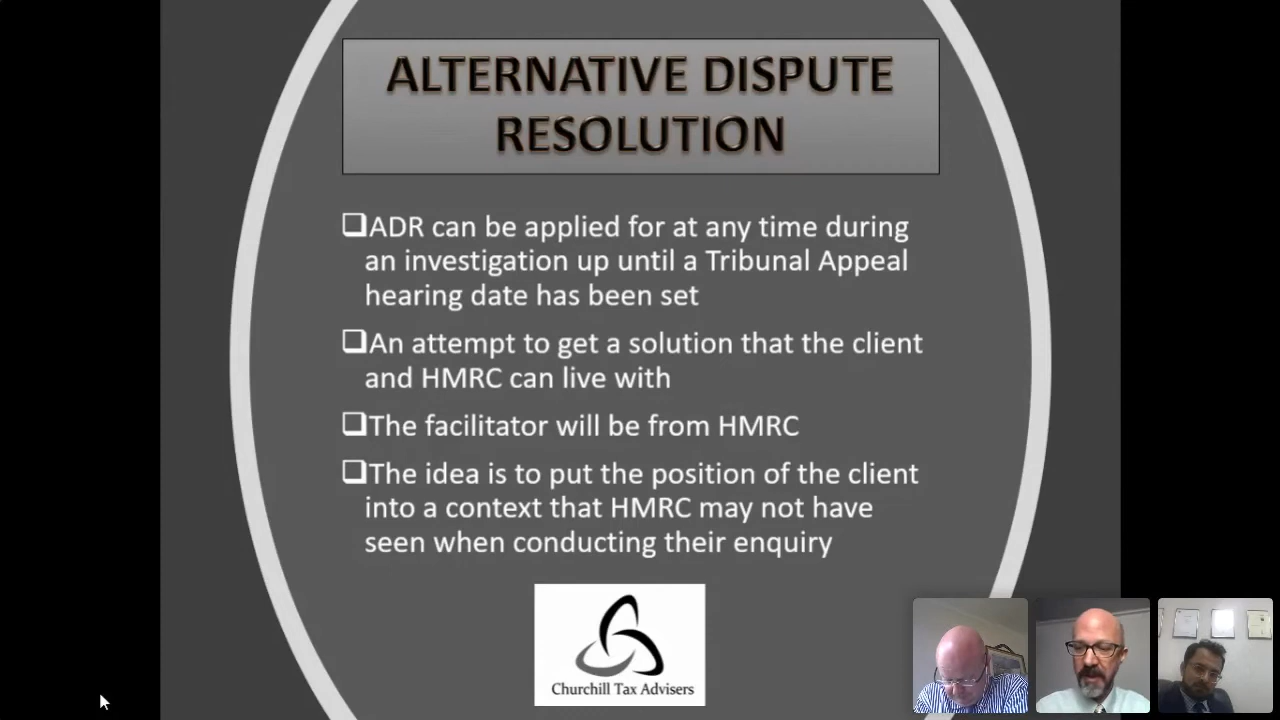 ALTERNATIVE DISPUTE
RESOLUTION
ADR can be applied for at any time during
an investigation up until a Tribunal Appeal
hearing date has been set
An attempt to get a solution that the client
and HMRC can live with
The facilitator will be from HMRC
The idea is to put the position of the client
into a context that HMRC may not have
seen when conducting their enquiry
Churchill Tax Advisers